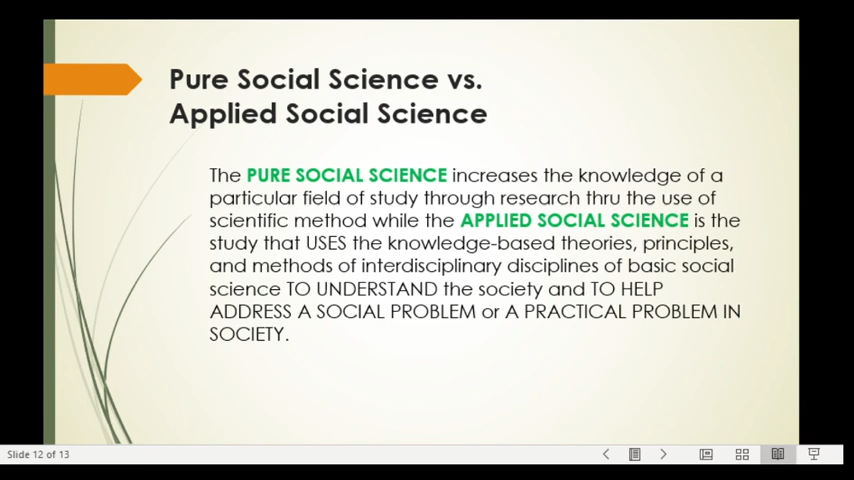 Pure Social Science vs.
Applied Social Science
The PURE SOCIAL SCIENCE increases the knowledge of a
particular field of study through research thru the use of
scientific method while the APPLIED SOCIAL SCIENCE is the
study that USES the knowledge-based theories, principles,
and methods of interdisciplinary disciplines of basic social
science TO UNDERSTAND the society and TO HELP
ADDRESS A SOCIAL PROBLEM or A PRACTICAL PROBLEM IN
SOCIETY.
Slide 12 of 13